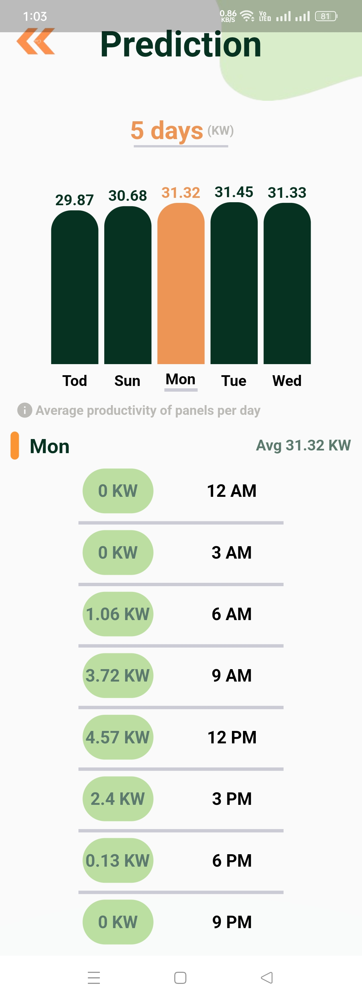 1:03
0.86
KB/S
Vo
LTE D
81
Prediction
5 days (KW)
29.87 30.68 31.32 31.45 31.33
Tod Sun Mon Tue Wed
Average productivity of panels per day
Mon Avg 31.32 KW
0 KW 12 AM
0 KW 3 AM
1.06 KW 6 AM
3.72 KW 9 AM
4.57 KW 12 PM
2.4 KW 3 PM
0.13 KW 6 PM
0 KW 9 PM